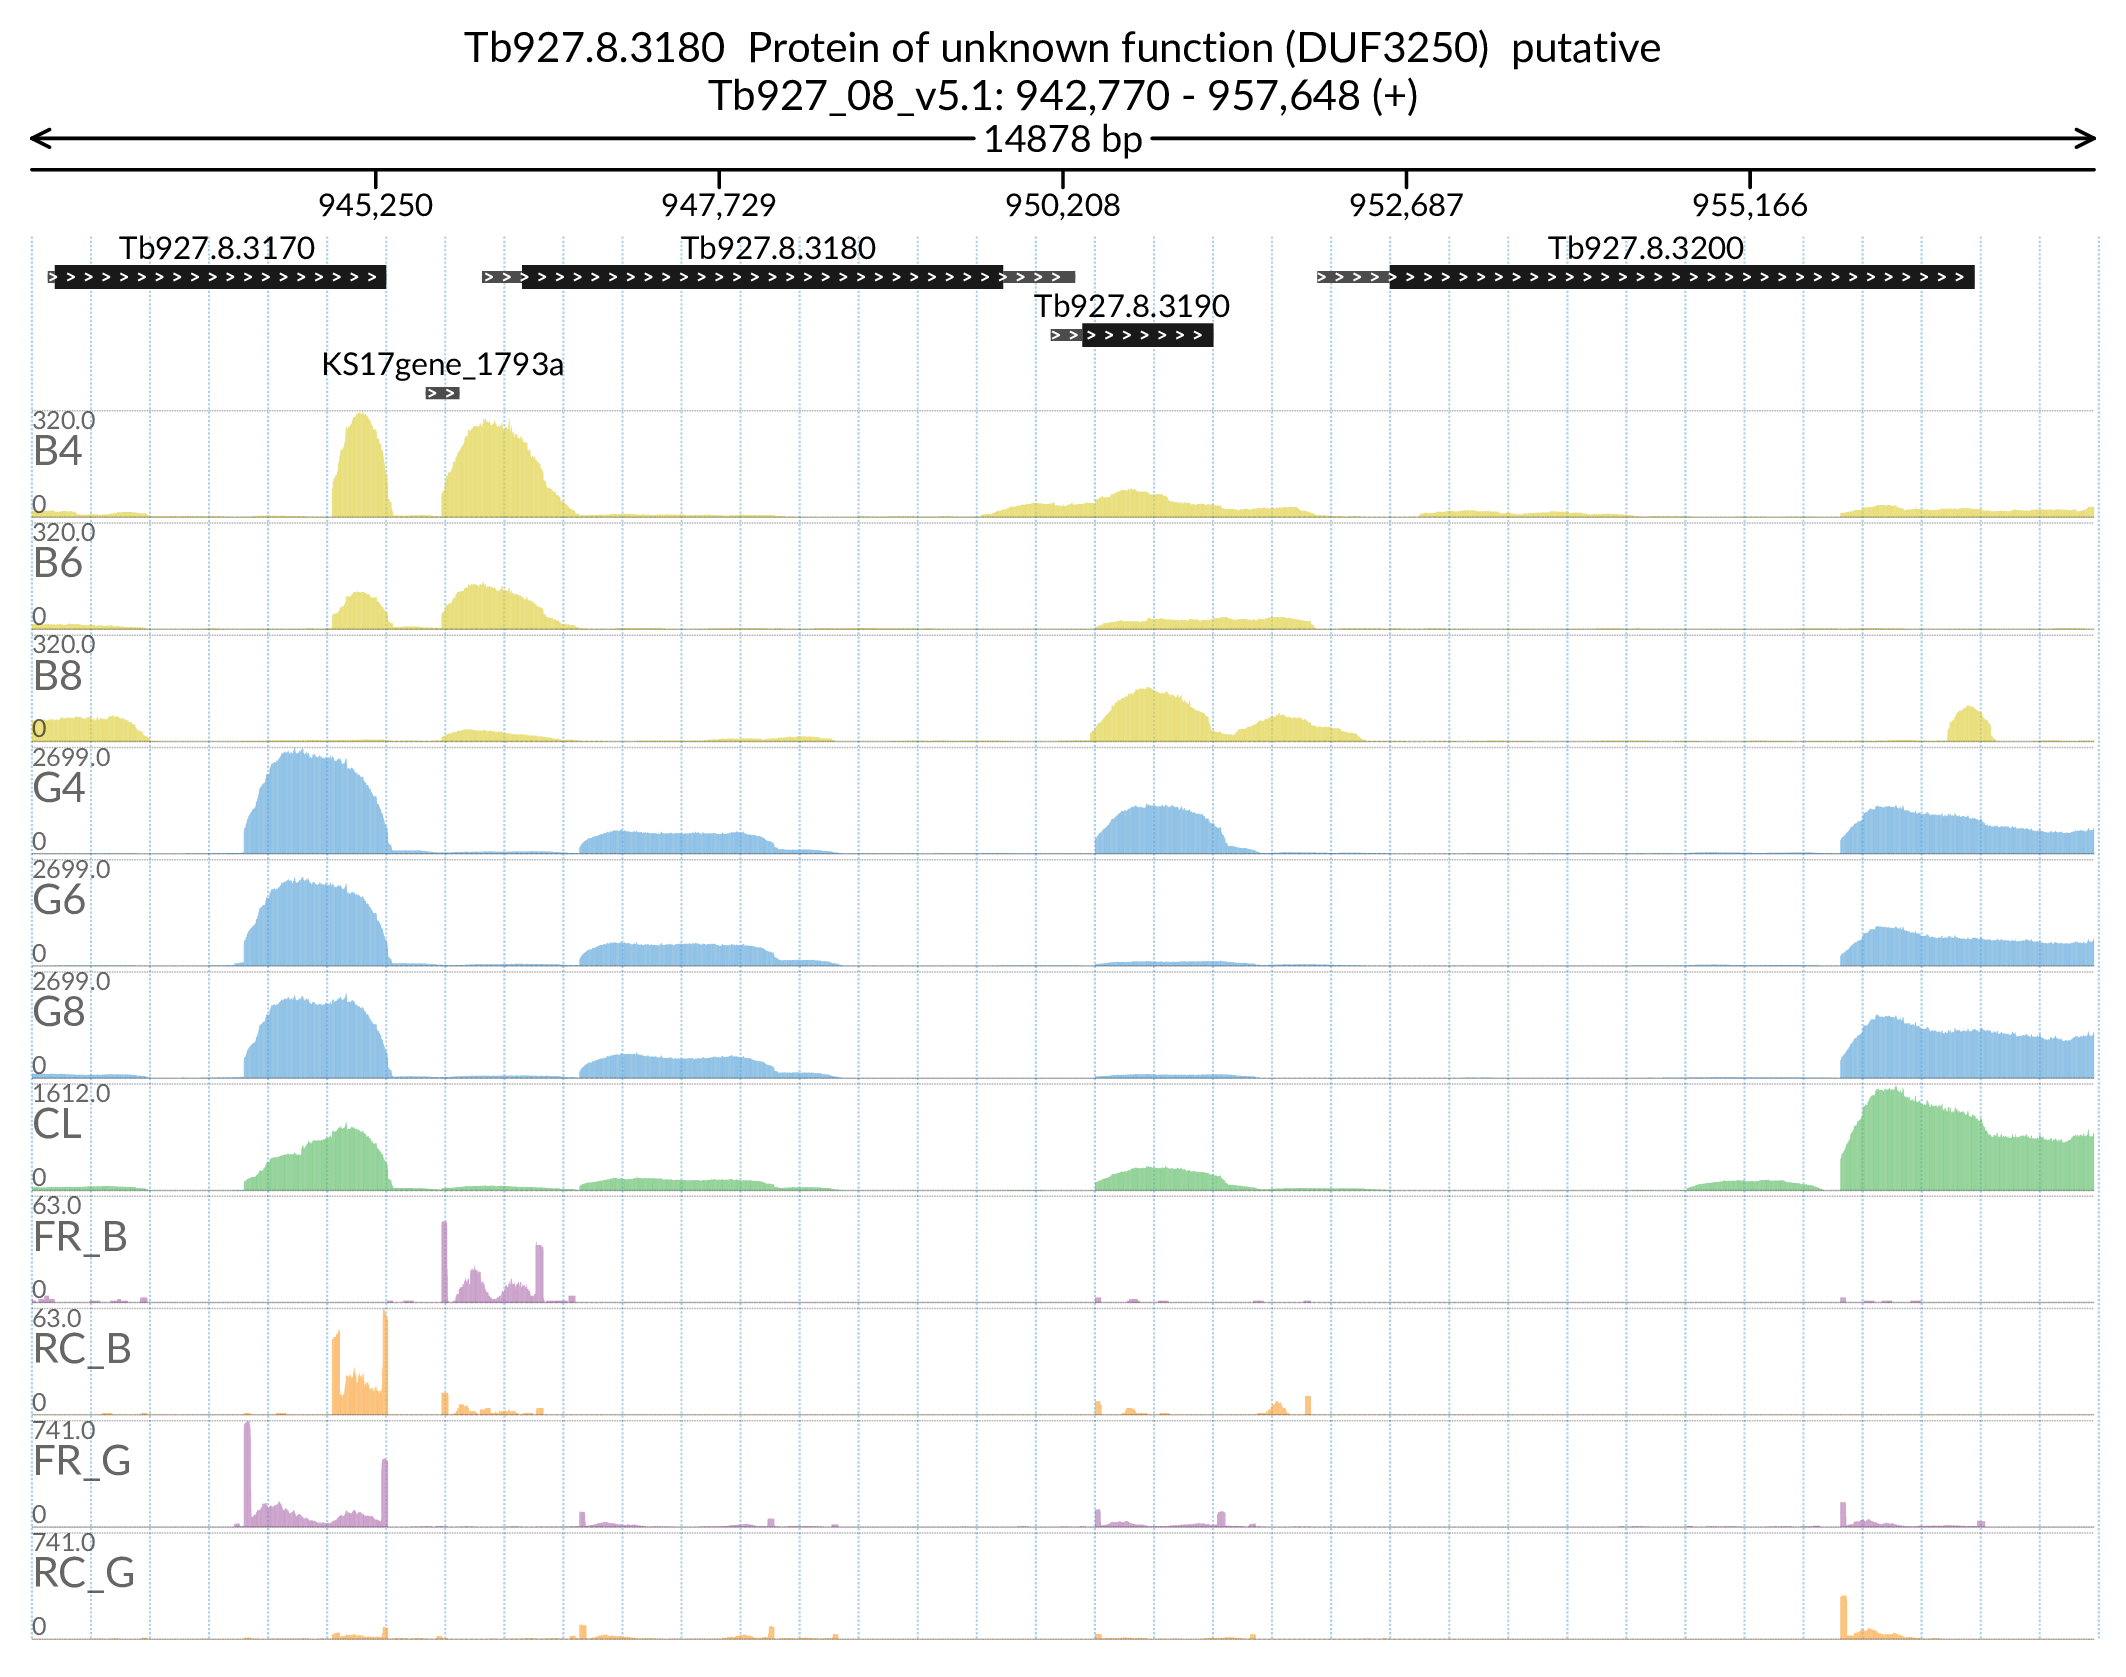 Tb927.8.3180  Protein of unknown function (DUF3250)  putative
Tb927_08_v5.1: 942,770 - 957,648 (+)
14878 bp
945,250 947,729 950,208 952,687 955,166
Tb927.8.3170 Tb927.8.3180 Tb927.8.3200
Tb927.8.3190
KS17gene_1793a
320.0
B4
0
320.0
B6
0
320.0
B8
0
2699.0
G4
0
2699.0
G6
0
2699.0
G8
0
1612.0
CL
0
63.0
FR_B
0
63.0
RC_B
0
741.0
FR_G
0
741.0
RC_G
0